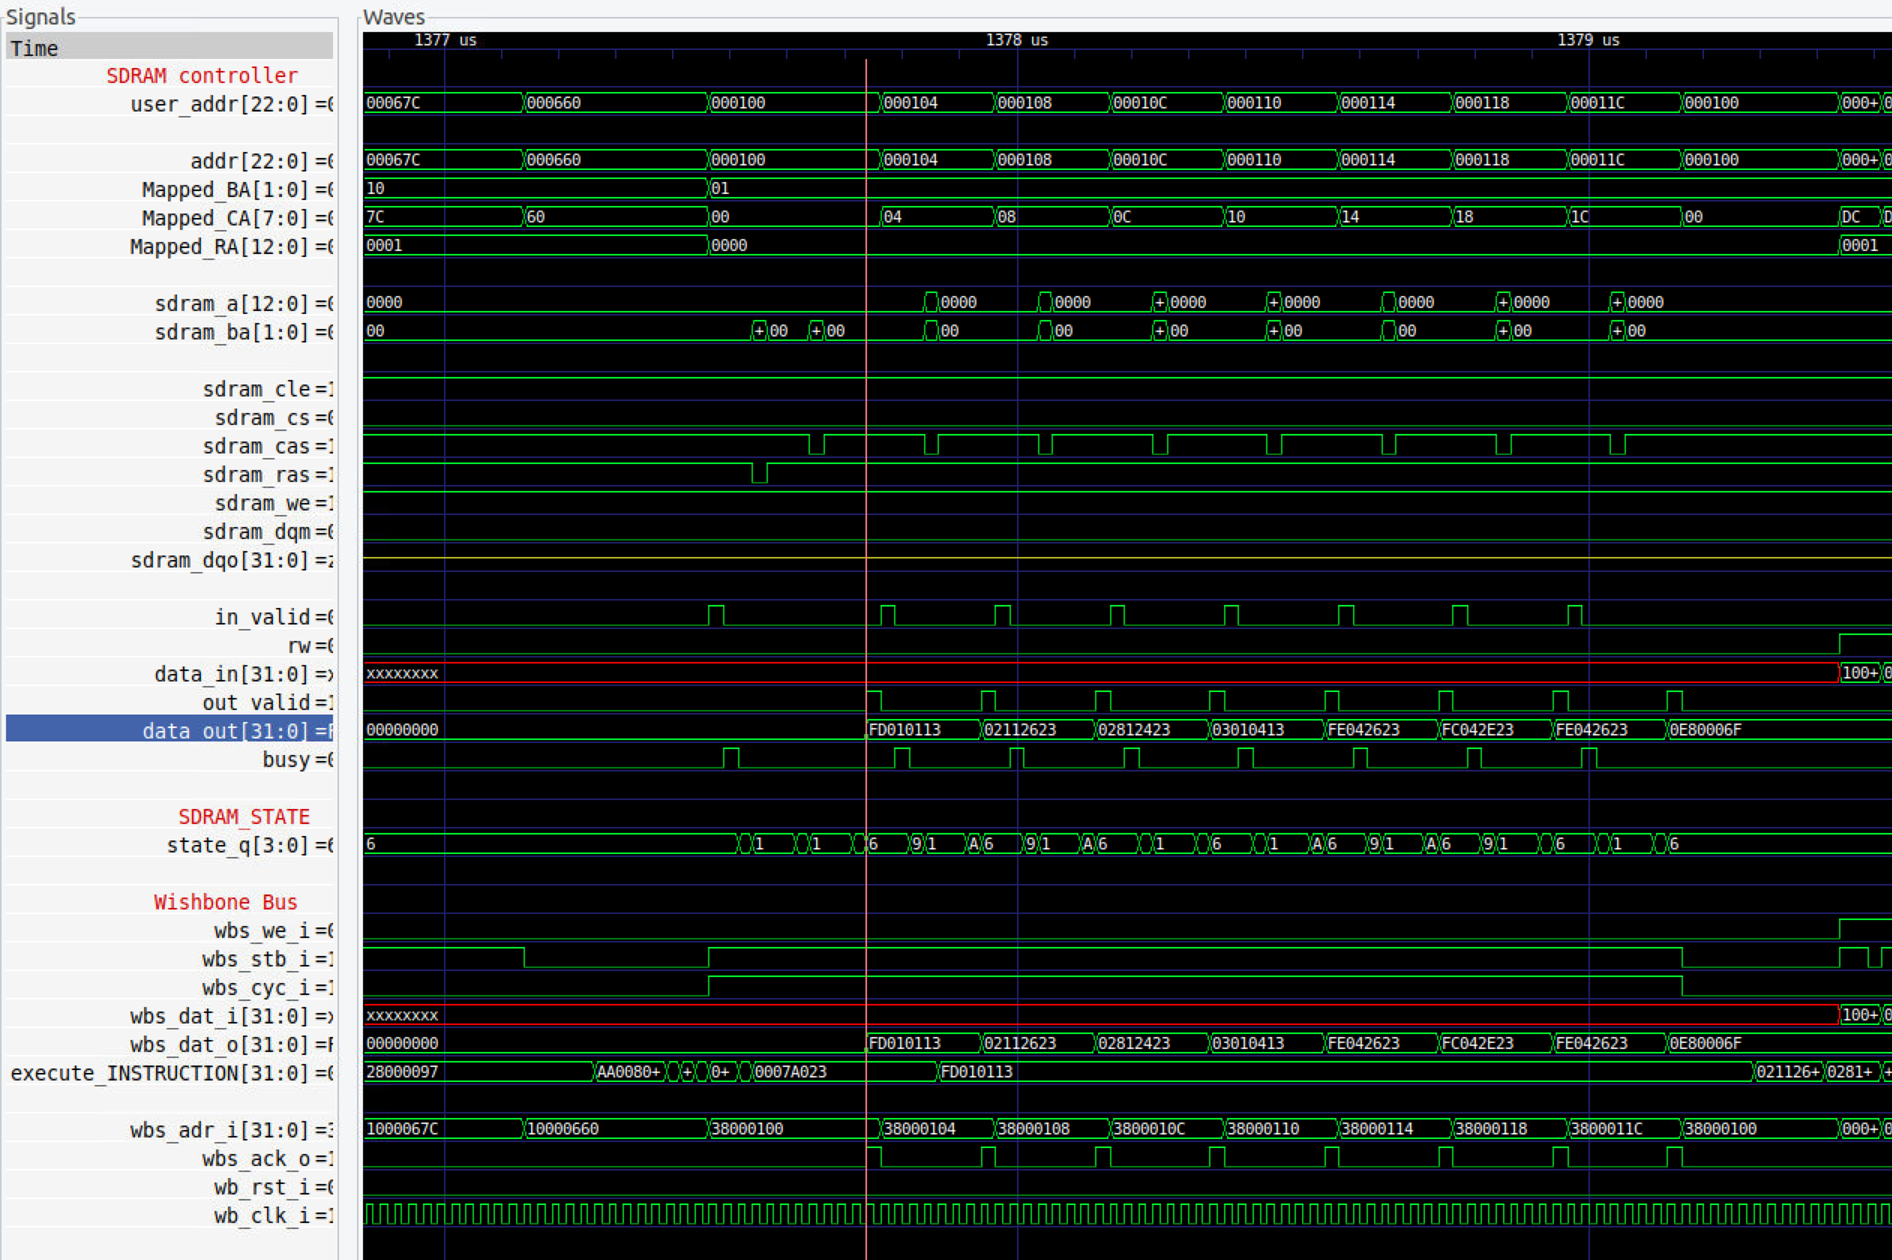 Signals Waves
Time 1377 us 1378 us 1379 us
SDRAM controller
user_addr[22:0] =0 00067C 000660 000100 000104 000108 00010C 000110 000114 000118 00011C 000100 000+ 0
addr[22:0] =0 00067C 000660 000100 000104 000108 00010C 000110 000114 000118 00011C 000100 000+ 0
Mapped_BA[1:0] =0 10 01
Mapped_CA[7:0] =0 7C 60 00 04 08 0C 10 14 18 1C 00 DC D
Mapped_RA[12:0] =0 0001 0000 0001
sdram_a[12:0] =0 0000 0000 0000 + 0000 + 0000 0000 + 0000 + 0000
sdram_ba[1:0] =0 00 + 00 + 00 00 00 + 00 + 00 00 + 00 + 00
sdram_cle =1
sdram_cs =0
sdram_cas =1
sdram_ras =1
sdram_we =1
sdram_dqm =0
sdram_dqo[31:0] =z
in_valid =0
rw =0
data_in[31:0] =x xxxxxxxx 100+ 0
out_valid =1
data_out[31:0] =F 00000000 FD010113 02112623 02812423 03010413 FE042623 FC042E23 FE042623 0E80006F
busy =0
SDRAM_STATE
state_q[3:0] =6 6 1 1 6 9 1 A 6 9 1 A 6 1 6 1 A 6 9 1 A 6 9 1 6 1 6
Wishbone Bus
wbs_we_i =0
wbs_stb_i =1
wbs_cyc_i =1
wbs_dat_i[31:0] =x xxxxxxxx 100+ 0
wbs_dat_o[31:0] =F 00000000 FD010113 02112623 02812423 03010413 FE042623 FC042E23 FE042623 0E80006F
execute_INSTRUCTION[31:0] =0 28000097 AA0080+ + 0+ 0007A023 FD010113 021126+ 0281+ +
wbs_adr_i[31:0] =3 1000067C 10000660 38000100 38000104 38000108 3800010C 38000110 38000114 38000118 3800011C 38000100 000+ 0
wbs_ack_o =1
wb_rst_i =0
wb_clk_i =1